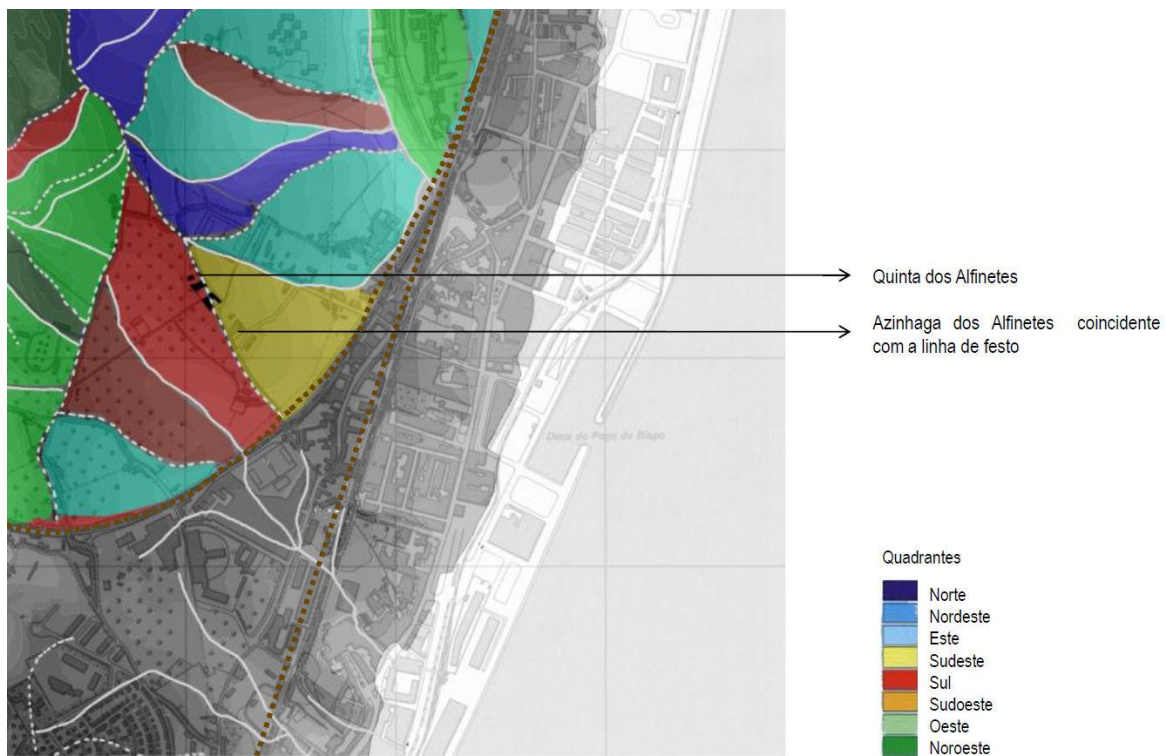 Quinta dos Alfinetes
Azinhaga dos Alfinetes coincidente
com a linha de festo
Doca do Poço do Bispo
Quadrantes
Norte
Nordeste
Este
Sudeste
Sul
Sudoeste
Oeste
Noroeste